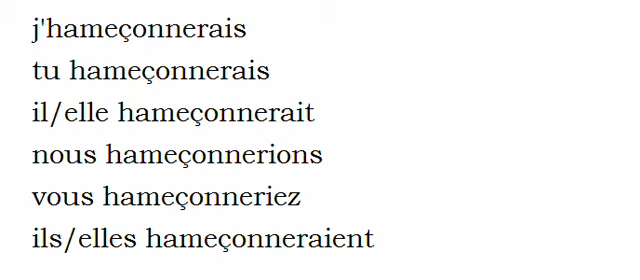 j'hameçonnerais
tu hameçonnerais
il/elle hameçonnerait
nous hameçonnerions
vous hameçonneriez
ils/elles hameçonneraient